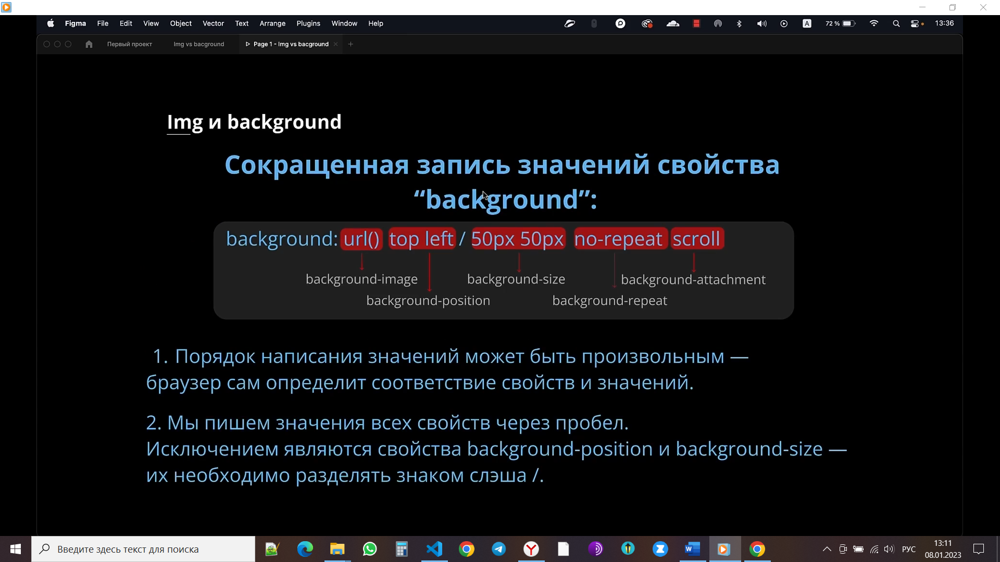 Figma File Edit View Object Vector Text Arrange Plugins Window Help 72 % 13:36
Первый проект Img vs bacground Page 1 - Img vs bacground
Img и background
Сокращенная запись значений свойства
“background”:
background: url() top left / 50px 50px no-repeat scroll
background-image background-size background-attachment
background-position background-repeat
1. Порядок написания значений может быть произвольным —
браузер сам определит соответствие свойств и значений.
2. Мы пишем значения всех свойств через пробел.
Исключением являются свойства background-position и background-size —
их необходимо разделять знаком слэша /.
Введите здесь текст для поиска
РУС
13:11
08.01.2023